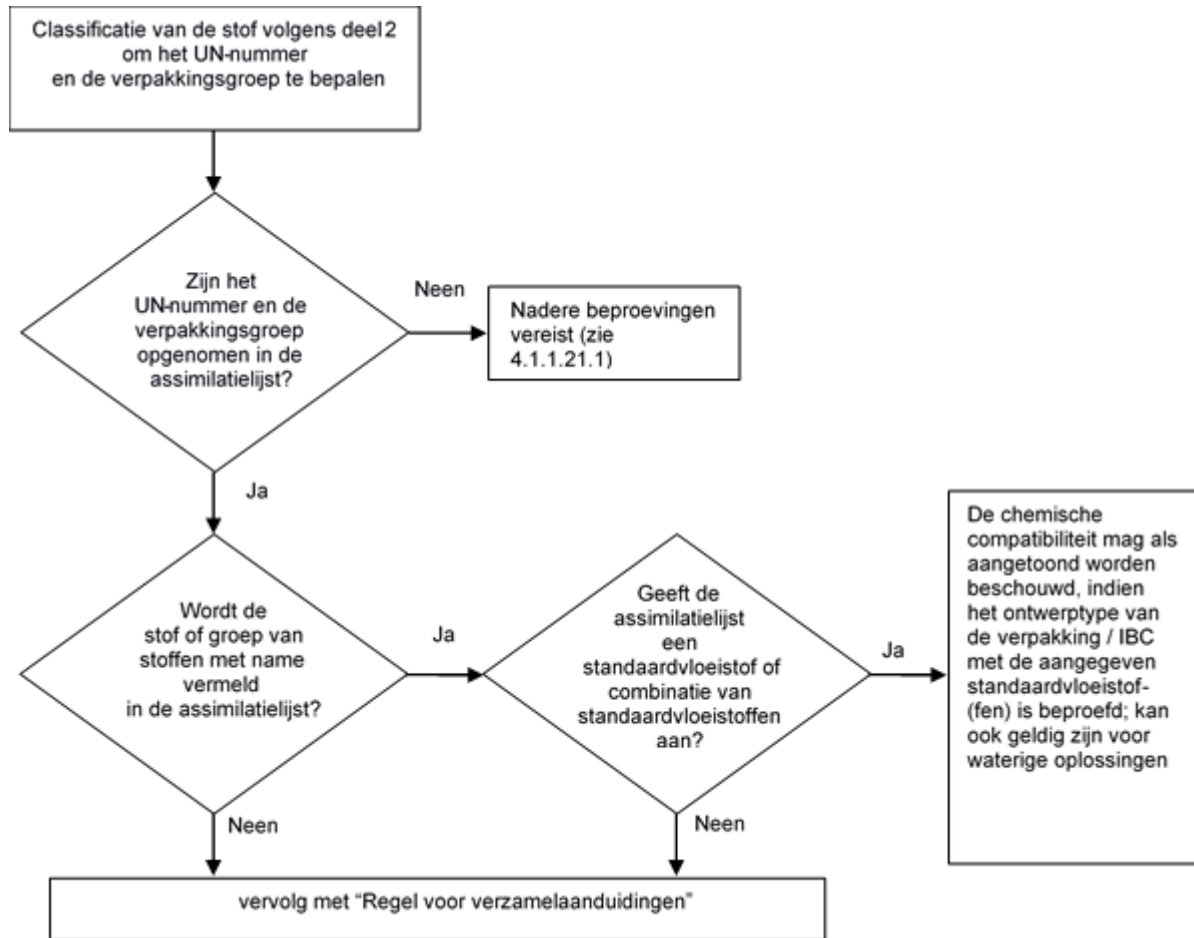 Classificatie van de stof volgens deel 2
om het UN-nummer
en de verpakkingsgroep te bepalen
Zijn het
UN-nummer en de
verpakkingsgroep
opgenomen in de
assimilatielijst?
Neen
Nadere beproevingen
vereist (zie
4.1.1.21.1)
Ja
Wordt de
stof of groep van
stoffen met name
vermeld
in de assimilatielijst?
Ja
Geeft de
assimilatielijst
een
standaardvloeistof of
combinatie van
standaardvloeistoffen
aan?
Ja
De chemische
compatibiliteit mag als
aangetoond worden
beschouwd, indien
het ontwerptype van
de verpakking / IBC
met de aangegeven
standaardvloeistof-
(fen) is beproefd; kan
ook geldig zijn voor
waterige oplossingen
Neen
Neen
vervolg met “Regel voor verzamelaanduidingen”